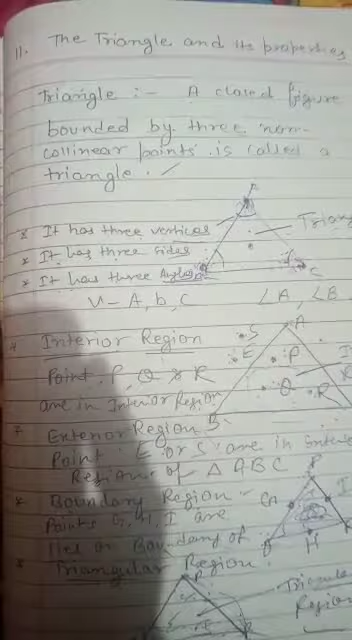 11. The Triangle and its properties
Triangle :- A closed figure
bounded by three non-
collinear points is called a
triangle.
* It has three vertices
* It has three sides
* It has three Angles
Triang
C
V - A, b, C ∠A, ∠B
* Interior Region
Point P, Q & R
are in Interior Region
A
S
E
P
Q
R
B
Exterior Region
Point E or S are in
Region of △ ABC
* Boundary Region
Points G, H, I are
lies on Boundary of
P
G
I
Q
H
* Triangular Region
P
Region